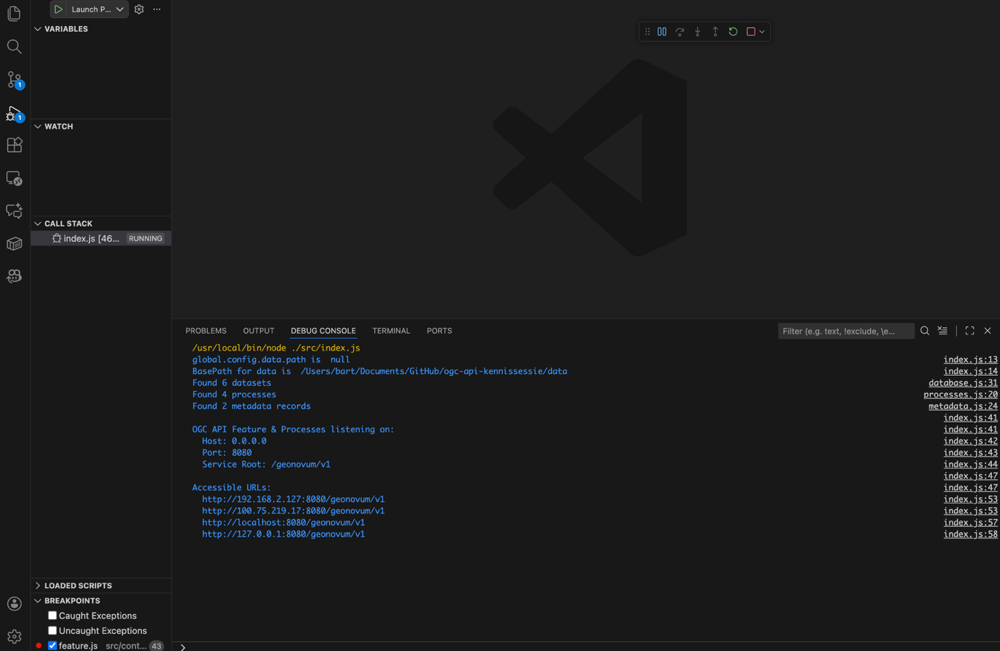 Launch P...
VARIABLES
1
1
WATCH
CALL STACK
index.js [46... RUNNING
LOADED SCRIPTS
BREAKPOINTS
Caught Exceptions
Uncaught Exceptions
feature.js src/cont... 43
PROBLEMS OUTPUT DEBUG CONSOLE TERMINAL PORTS Filter (e.g. text, !exclude, \e...
/usr/local/bin/node ./src/index.js
global.config.data.path is  null index.js:13
BasePath for data is  /Users/bart/Documents/GitHub/ogc-api-kennissessie/data index.js:14
Found 6 datasets database.js:31
Found 4 processes processes.js:20
Found 2 metadata records metadata.js:24
index.js:41
OGC API Feature & Processes listening on: index.js:41
Host: 0.0.0.0 index.js:42
Port: 8080 index.js:43
Service Root: /geonovum/v1 index.js:44
index.js:47
Accessible URLs: index.js:47
http://192.168.2.127:8080/geonovum/v1 index.js:53
http://100.75.219.17:8080/geonovum/v1 index.js:53
http://localhost:8080/geonovum/v1 index.js:57
http://127.0.0.1:8080/geonovum/v1 index.js:58